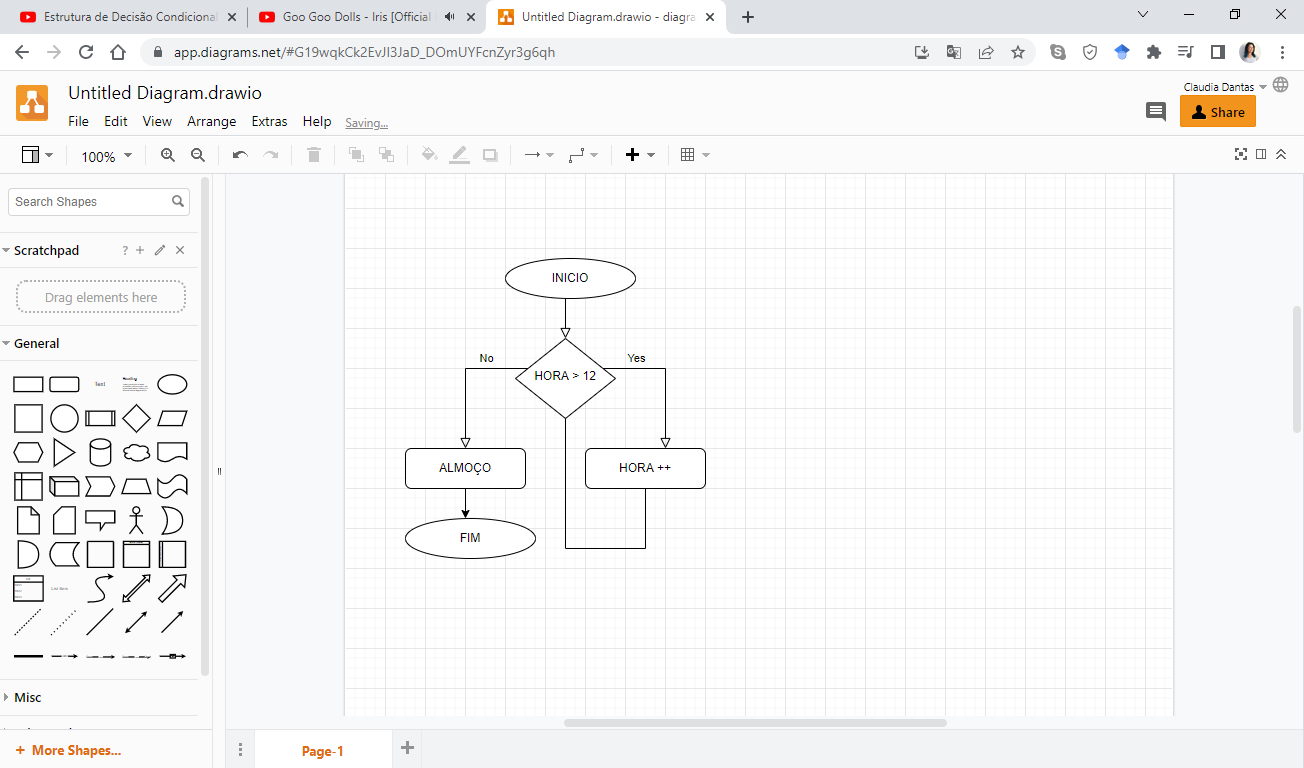 Estrutura de Decisão Condicional
Goo Goo Dolls - Iris [Official
Untitled Diagram.drawio - diagra
app.diagrams.net/#G19wqkCk2EvJl3JaD_DOmUYFcnZyr3g6qh
Untitled Diagram.drawio
Claudia Dantas
File Edit View Arrange Extras Help Saving...
Share
100%
Search Shapes
Scratchpad
?
Drag elements here
General
Text
Heading
Misc
+ More Shapes...
INICIO
No
Yes
HORA > 12
ALMOÇO
HORA ++
FIM
Page-1